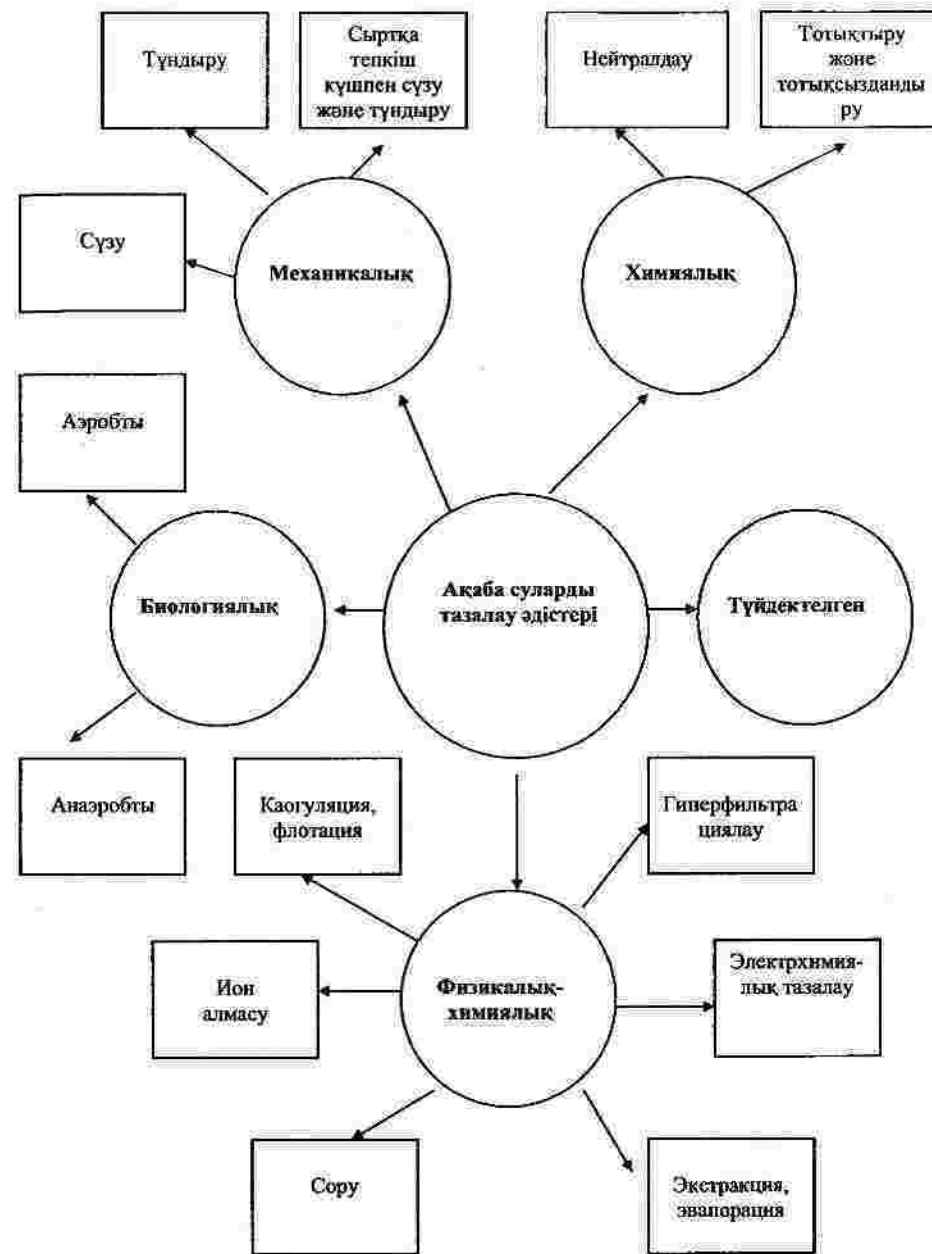 Тұндыру
Сыртқа
тепкіш
күшпен сүзу
және тұндыру
Нейтралдау
Тотықтыру
және
тотықсызданды
ру
Сүзу
Механикалық
Химиялық
Аэробты
Биологиялық
Ақаба суларды
тазалау әдістері
Түйдектелген
Анаэробты
Каогуляция,
флотация
Гиперфильтра
циялау
Ион
алмасу
Физикалық-
химиялық
Электрхимия-
лық тазалау
Сору
Экстракция,
эвапорация